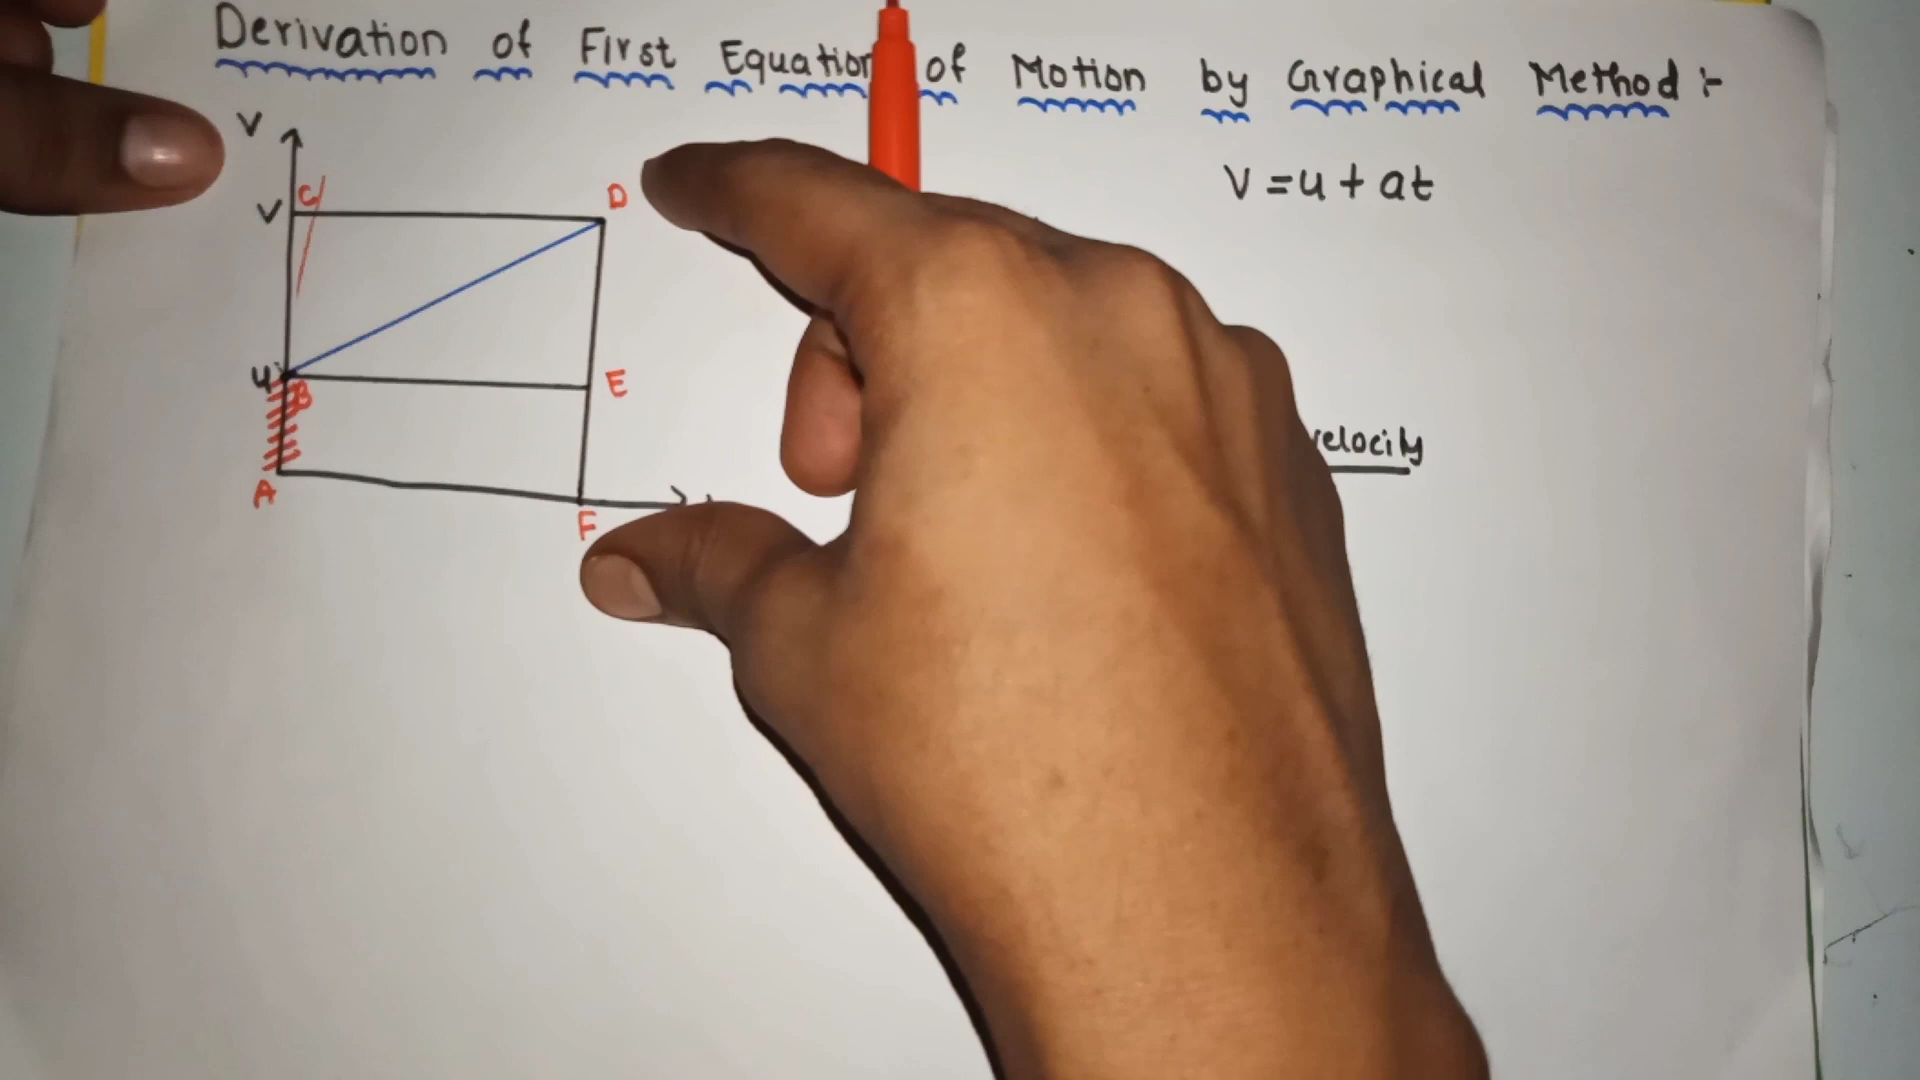 Derivation of First Equation of Motion by Graphical Method :-
V
V = u + at
C
D
V
u
B
E
A
F
velocity